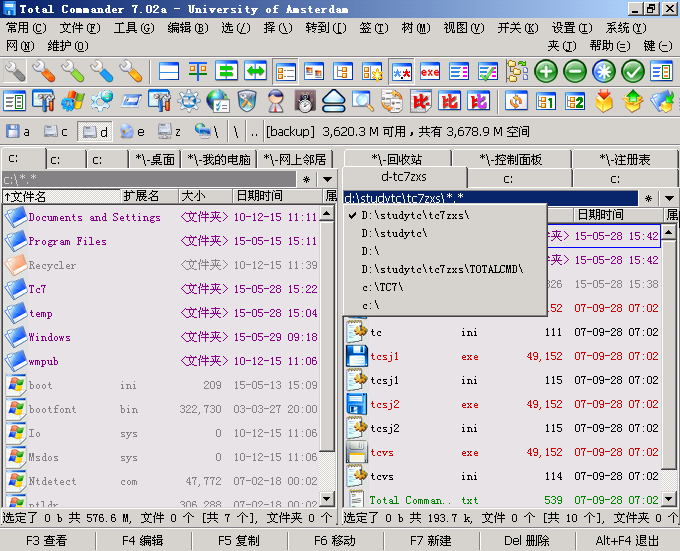 Total Commander 7.02a - University of Amsterdam
常用(C) 文件(F) 工具(G) 编辑(B) 选(/) 择(\) 转到(I) 签(T) 树(M) 视图(V) 开关(K) 设置(I) 系统(Y)
网(N) 维护(O) 夹(J) 帮助(E) 键(-)
exe
a c d e z \ \ .. [backup] 3,620.3 M 可用，共有 3,678.9 M 空间
c: c: c: *\-桌面 *\-我的电脑 *\-网上邻居
*\-回收站 *\-控制面板 *\-注册表
d-tc7zxs c: c:
c:\*.*
d:\studytc\tc7zxs\*.*
↑文件名 扩展名 大小 日期时间 属
日期时间 属
Documents and Settings <文件夹> 10-12-15 11:11
Program Files <文件夹> 15-05-15 11:11
Recycler <文件夹> 10-12-15 11:39
Tc7 <文件夹> 15-05-28 15:22
temp <文件夹> 15-05-28 15:04
Windows <文件夹> 15-05-29 09:18
wmpub <文件夹> 10-12-15 11:06
boot ini 209 15-05-13 15:09
bootfont bin 322,730 03-03-27 20:00
Io sys 0 10-12-15 11:06
Msdos sys 0 10-12-15 11:06
Ntdetect com 47,772 07-02-18 00:02
ntldr 306,288 07-02-18 00:02
✓ D:\studytc\tc7zxs\
D:\studytc\
D:\
D:\studytc\tc7zxs\TOTALCMD\
c:\TC7\
c:\
件夹> 15-05-28 15:42
件夹> 15-05-28 15:42
326 15-05-28 15:38
152 07-09-28 07:02
tc ini 111 07-09-28 07:02
tcsj1 exe 49,152 07-09-28 07:02
tcsj1 ini 115 07-09-28 07:02
tcsj2 exe 49,152 07-09-28 07:02
tcsj2 ini 115 07-09-28 07:02
tcvs exe 49,152 07-09-28 07:02
tcvs ini 114 07-09-28 07:02
Total Comman.. txt 539 07-09-28 07:02
选定了 0 b 共 576.6 M, 文件 0 个 [共 7 个], 文件夹 0 个
选定了 0 b 共 193.7 k, 文件 0 个 [共 10 个], 文件夹 0
F3 查看 F4 编辑 F5 复制 F6 移动 F7 新建 Del 删除 Alt+F4 退出